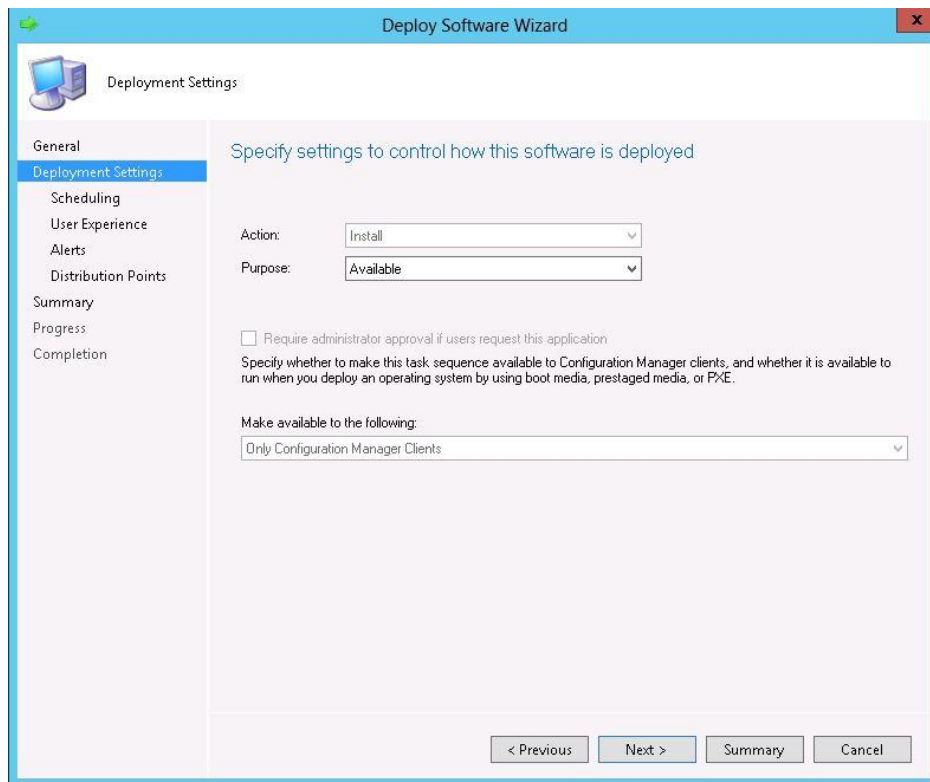 Deploy Software Wizard
x
Deployment Settings
General
Deployment Settings
Scheduling
User Experience
Alerts
Distribution Points
Summary
Progress
Completion
Specify settings to control how this software is deployed
Action:
Install
Purpose:
Available
Require administrator approval if users request this application
Specify whether to make this task sequence available to Configuration Manager clients, and whether it is available to
run when you deploy an operating system by using boot media, prestaged media, or PXE.
Make available to the following:
Only Configuration Manager Clients
< Previous
Next >
Summary
Cancel